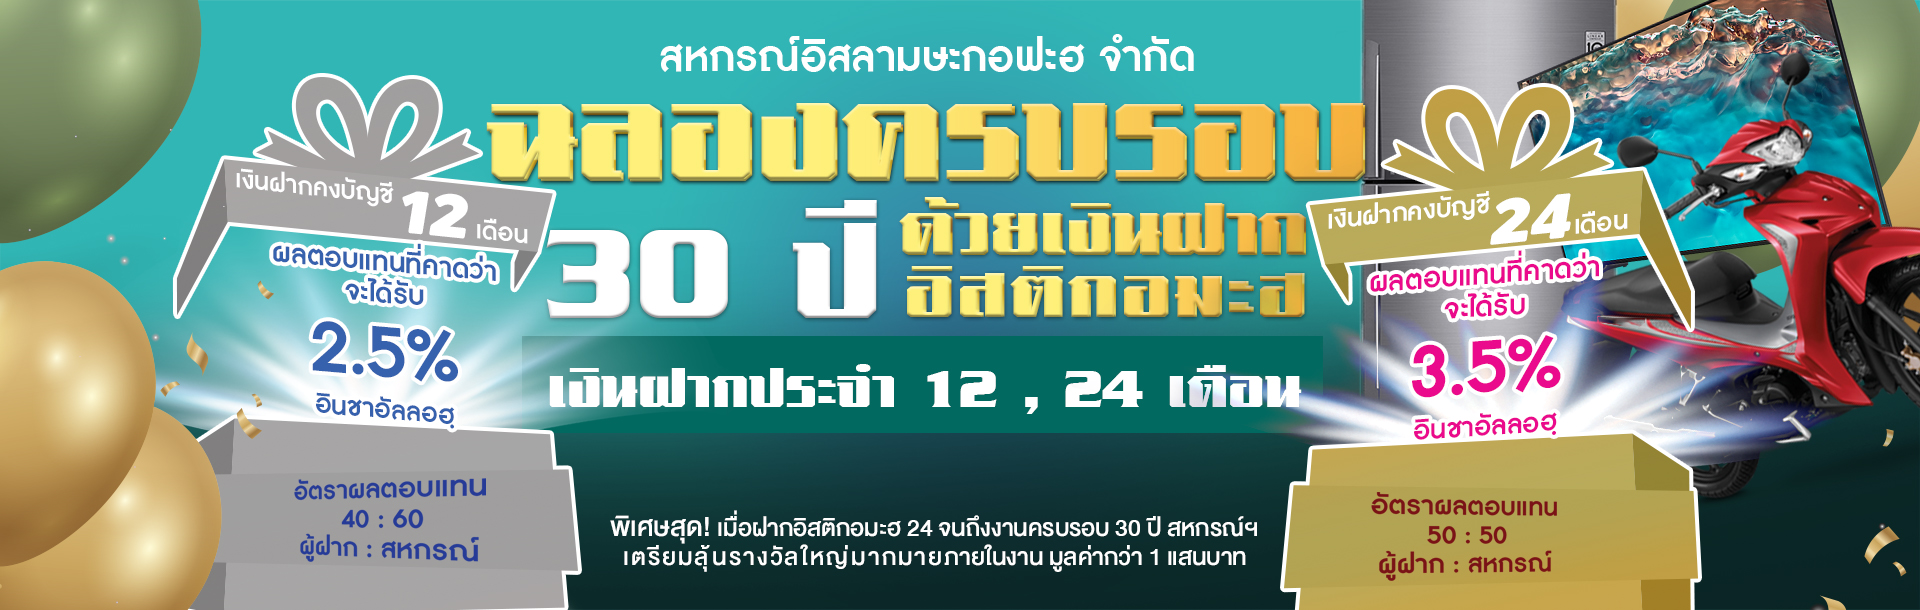 สหกรณ์อิสลามษะกอฟะฮ จำกัด
ฉลองครบรอบ
30 ปี
ด้วยเงินฝาก
อิสติกอมะฮ
เงินฝากประจำ 12 , 24 เดือน
เงินฝากคงบัญชี 12 เดือน
ผลตอบแทนที่คาดว่า
จะได้รับ
2.5%
อินชาอัลลอฮฺ
อัตราผลตอบแทน
40 : 60
ผู้ฝาก : สหกรณ์
เงินฝากคงบัญชี 24 เดือน
ผลตอบแทนที่คาดว่า
จะได้รับ
3.5%
อินชาอัลลอฮฺ
อัตราผลตอบแทน
50 : 50
ผู้ฝาก : สหกรณ์
พิเศษสุด! เมื่อฝากอิสติกอมะฮ 24 จนถึงงานครบรอบ 30 ปี สหกรณ์ฯ
เตรียมลุ้นรางวัลใหญ่มากมายภายในงาน มูลค่ากว่า 1 แสนบาท